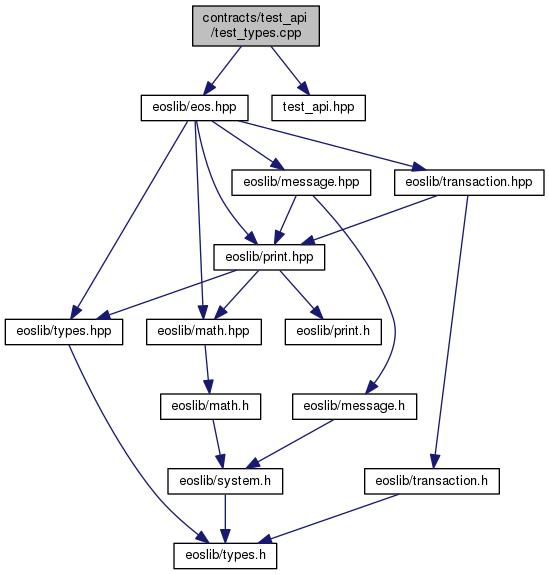 contracts/test_api
/test_types.cpp
eoslib/eos.hpp
test_api.hpp
eoslib/message.hpp
eoslib/transaction.hpp
eoslib/print.hpp
eoslib/types.hpp
eoslib/math.hpp
eoslib/print.h
eoslib/math.h
eoslib/message.h
eoslib/system.h
eoslib/transaction.h
eoslib/types.h